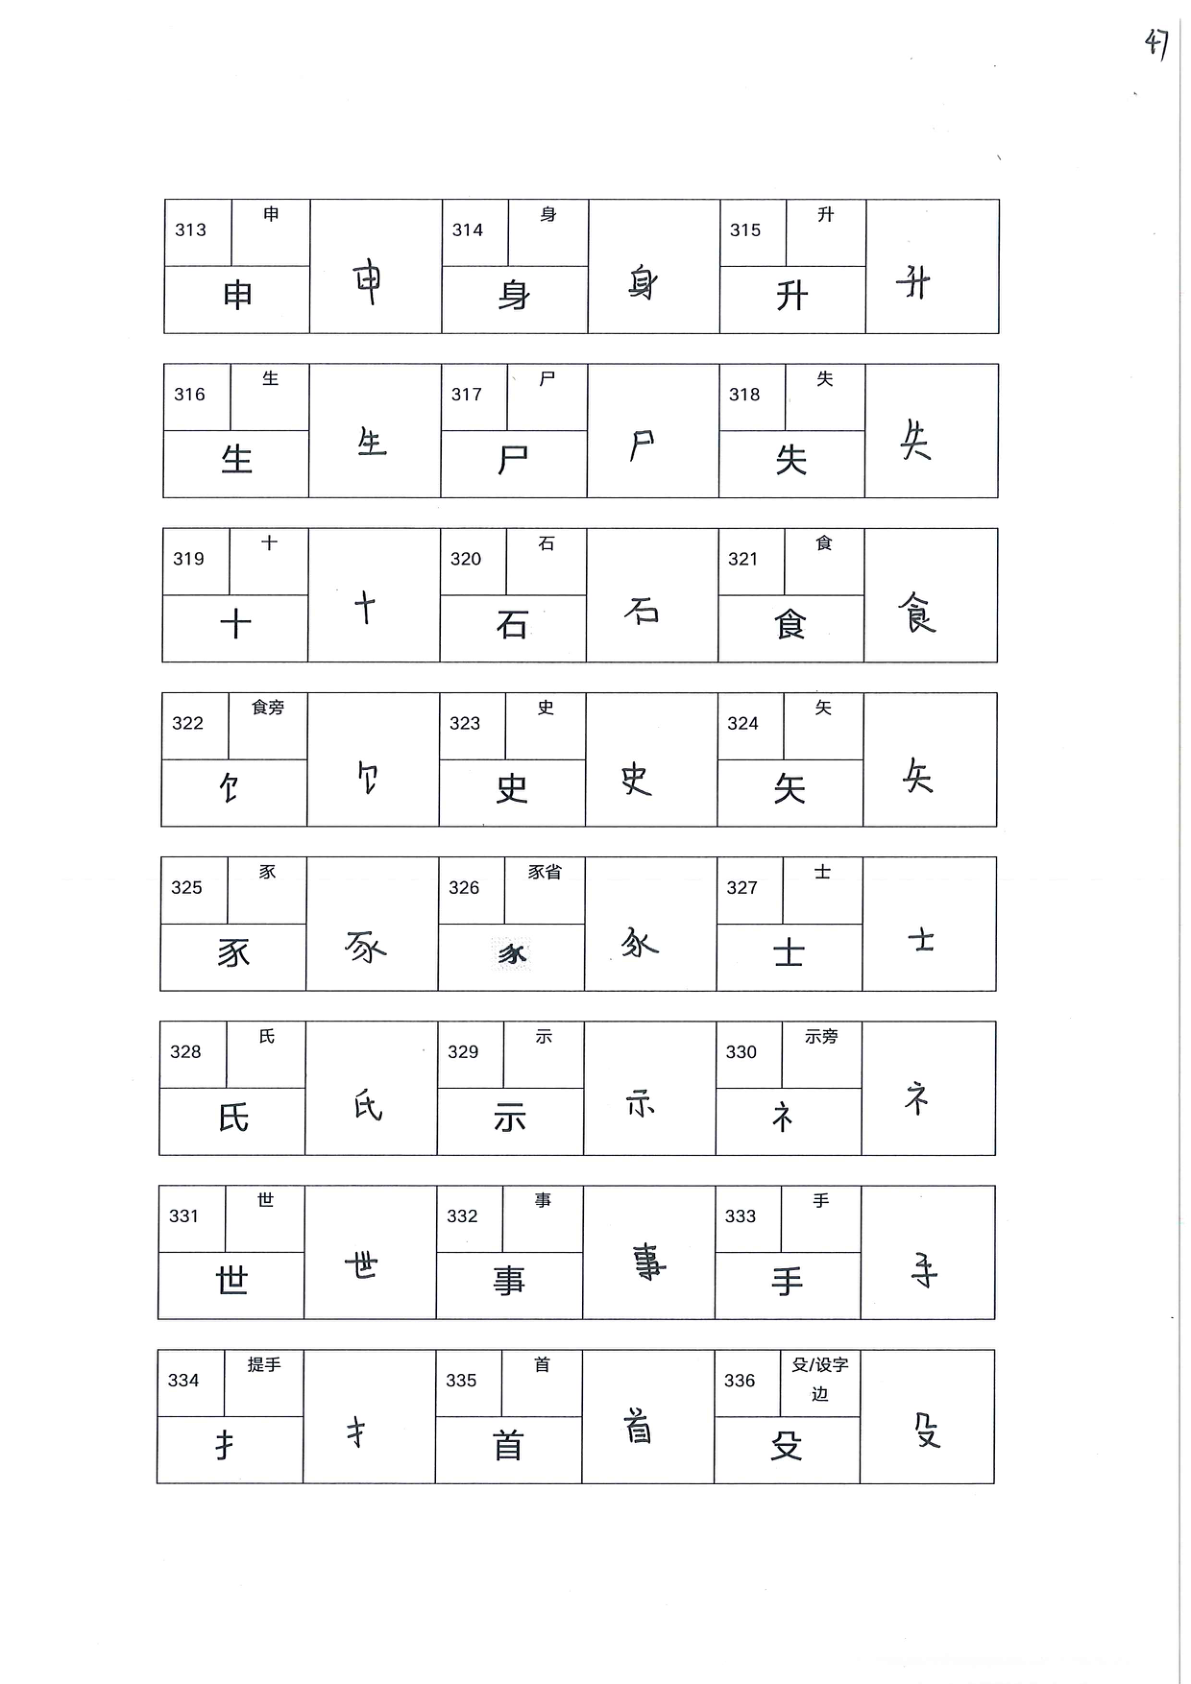 47
313 申 申 申 314 身 身 身 315 升 升 升
316 生 生 生 317 尸 尸 尸 318 失 失 失
319 十 十 十 320 石 石 石 321 食 食 食
322 食旁 饣 饣 323 史 史 史 324 矢 矢 矢
325 豕 豕 豕 326 豕省 327 士 士 士
328 氏 氏 氏 329 示 示 示 330 示旁 礻 礻
331 世 世 世 332 事 事 事 333 手 手 手
334 提手 扌 扌 335 首 首 首 336 殳/设字
边 殳 殳